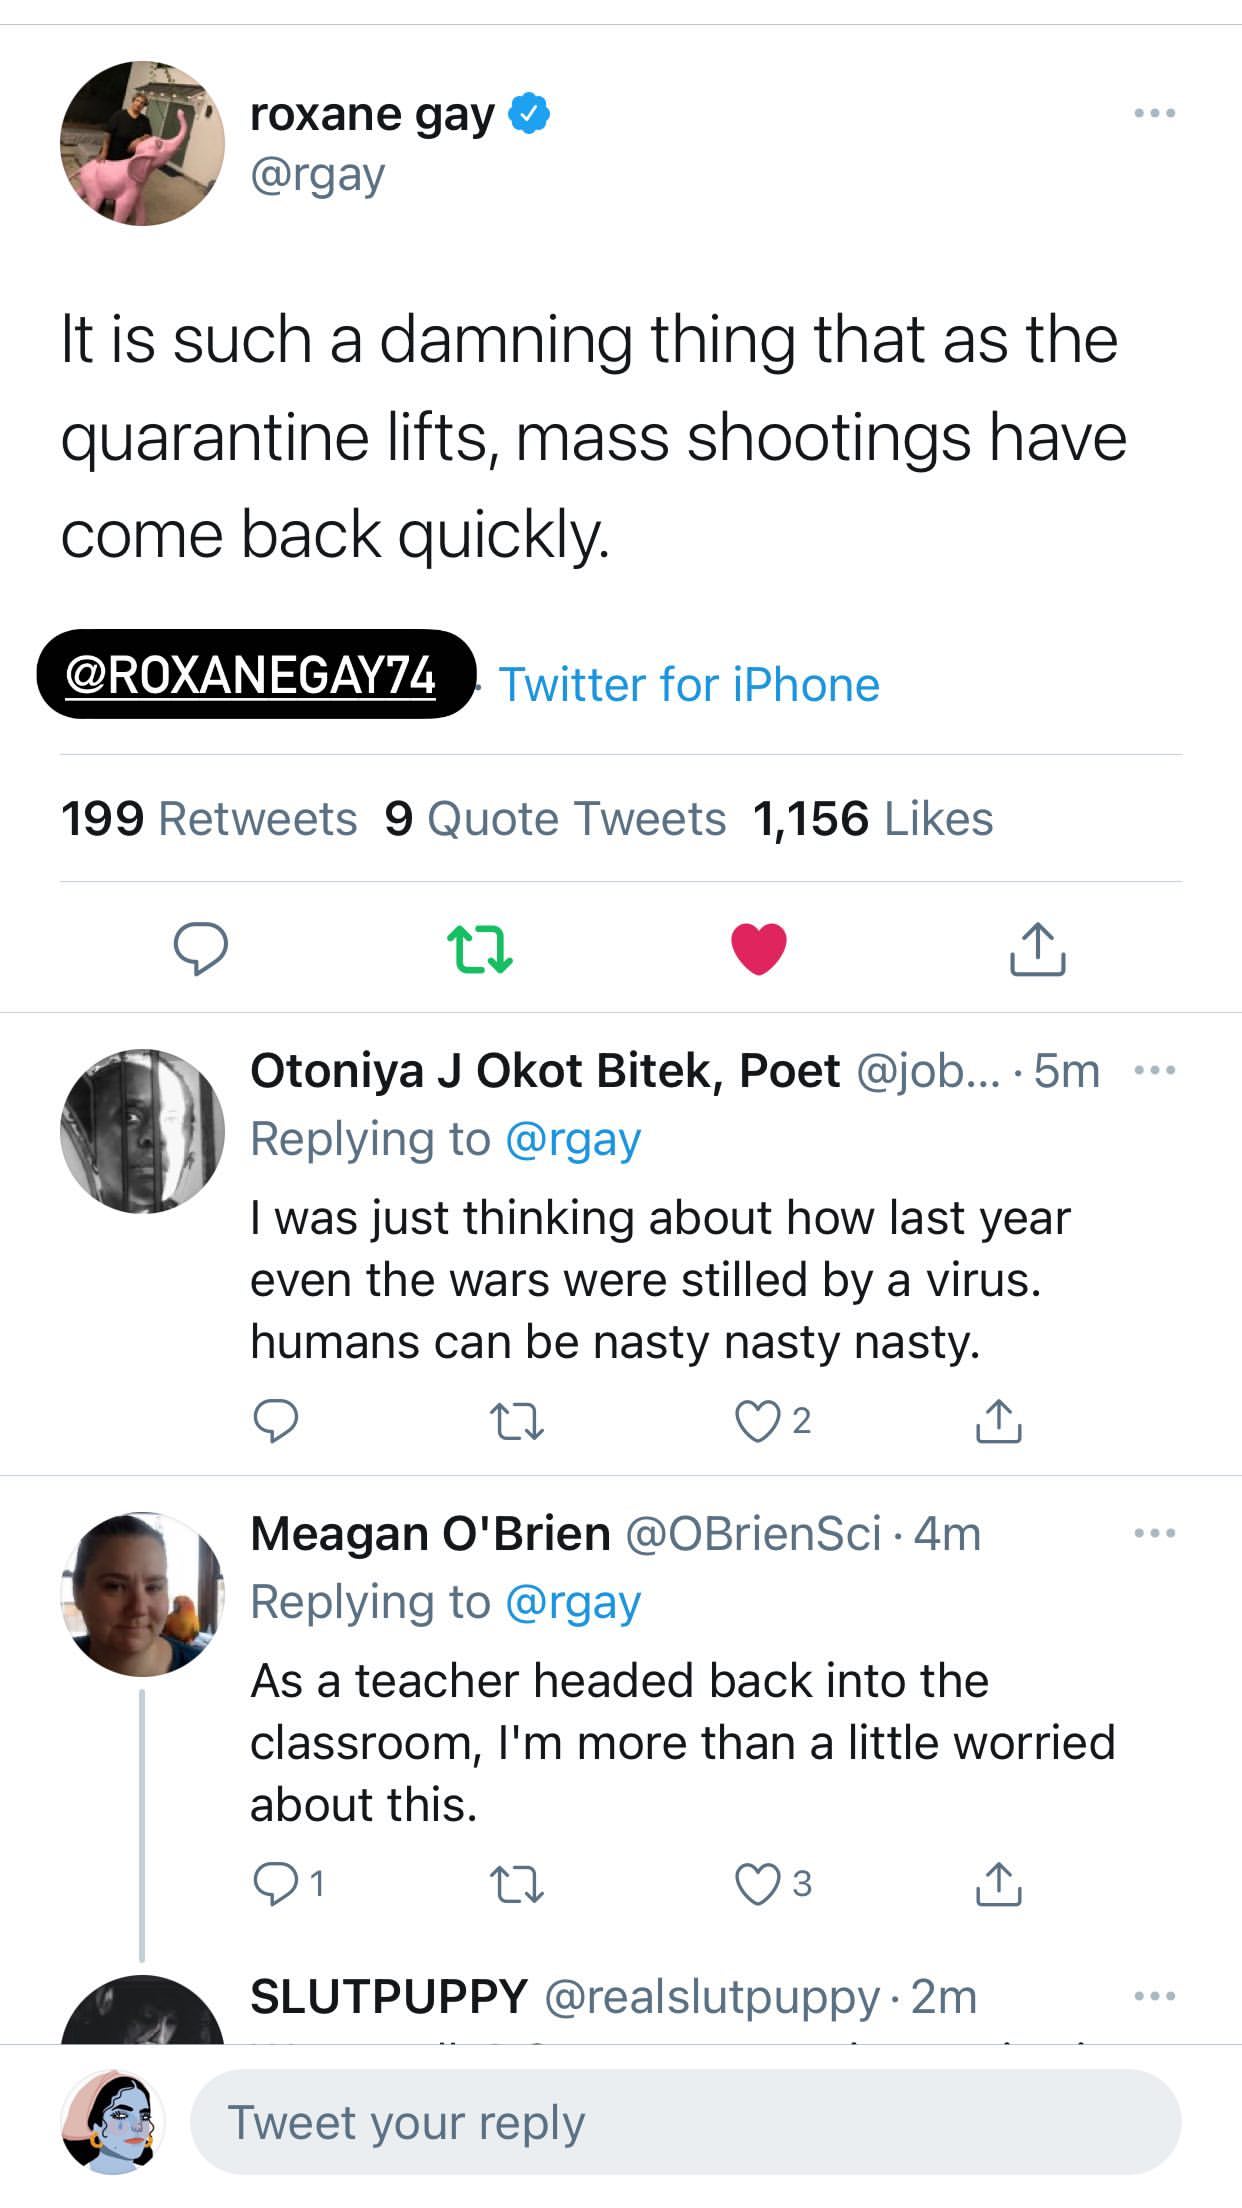 roxane gay
@rgay
It is such a damning thing that as the
quarantine lifts, mass shootings have
come back quickly.
@ROXANEGAY74 · Twitter for iPhone
199 Retweets 9 Quote Tweets 1,156 Likes
Otoniya J Okot Bitek, Poet @job... · 5m
Replying to @rgay
I was just thinking about how last year
even the wars were stilled by a virus.
humans can be nasty nasty nasty.
2
Meagan O'Brien @OBrienSci · 4m
Replying to @rgay
As a teacher headed back into the
classroom, I'm more than a little worried
about this.
1 3
SLUTPUPPY @realslutpuppy · 2m
Tweet your reply